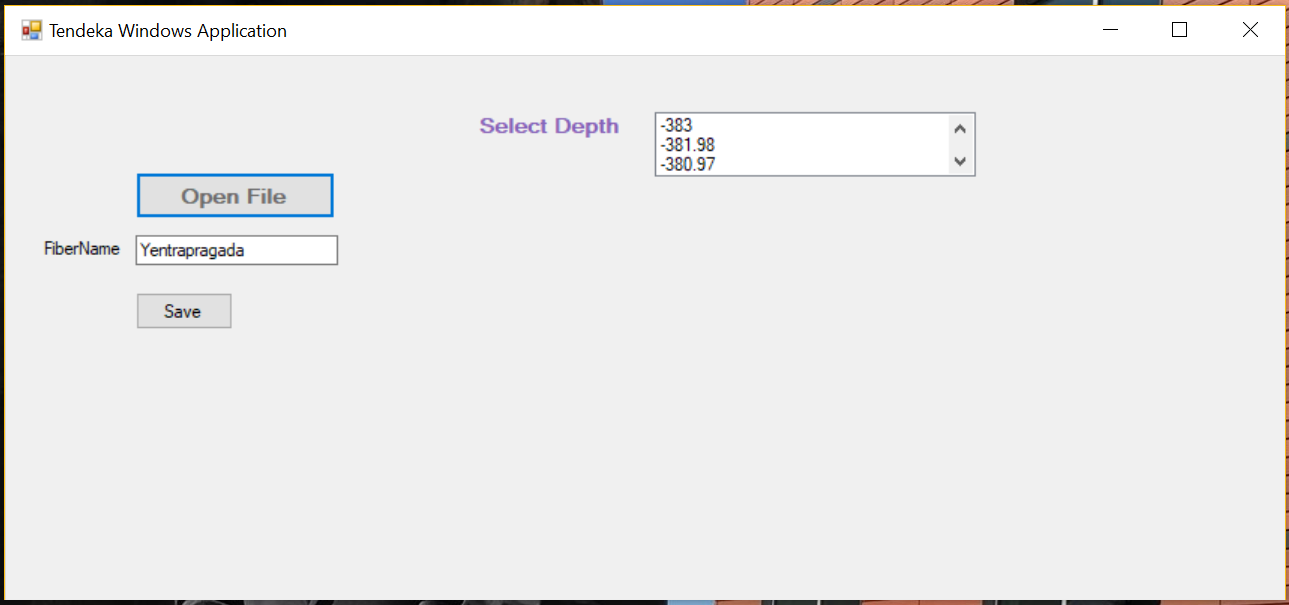 Tendeka Windows Application
Select Depth
-383
-381.98
-380.97
Open File
FiberName
Yentrapragada
Save